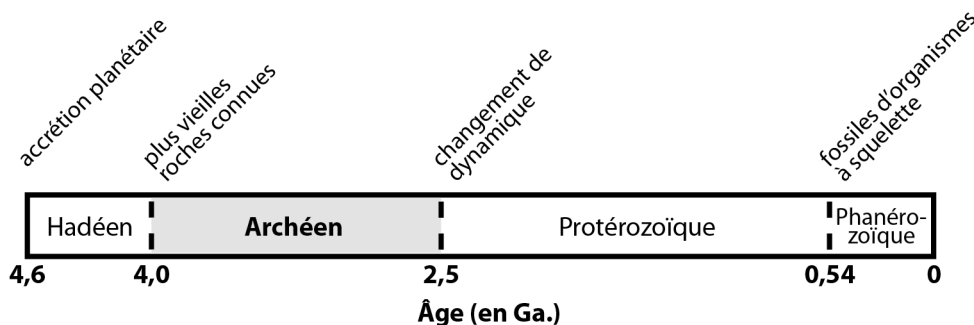 accrétion planétaire
plus vieilles
roches connues
changement de
dynamique
fossiles d'organismes
à squelette
Hadéen
Archéen
Protérozoïque
Phanéro-
zoïque
4,6
4,0
2,5
0,54
0
Âge (en Ga.)